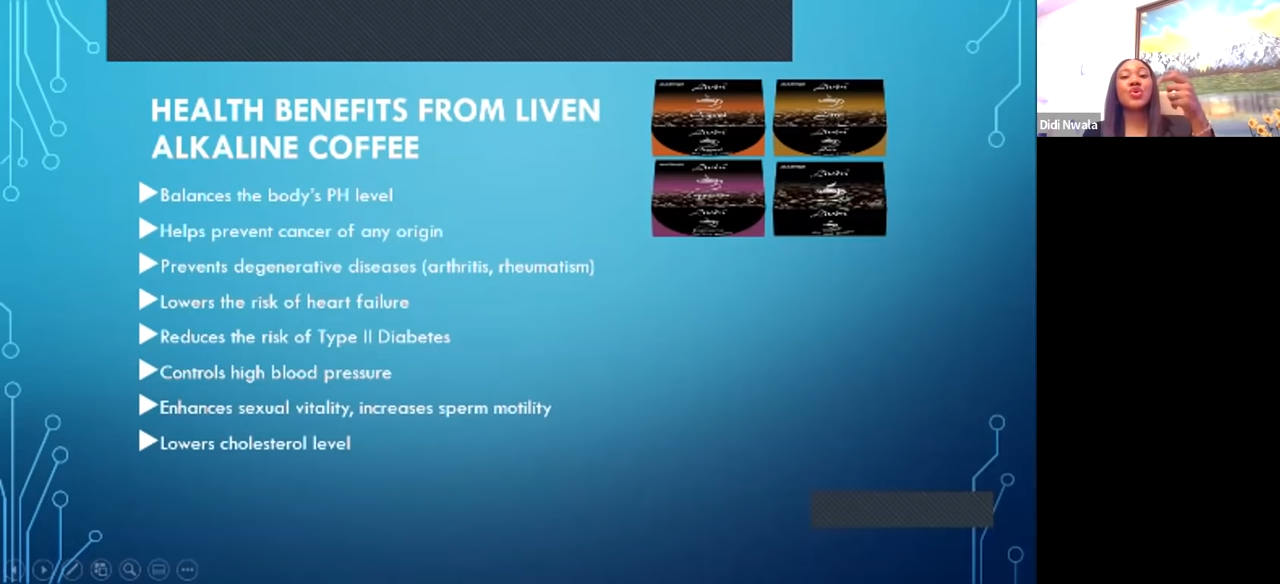 HEALTH BENEFITS FROM LIVEN
ALKALINE COFFEE
Balances the body's PH level
Helps prevent cancer of any origin
Prevents degenerative diseases (arthritis, rheumatism)
Lowers the risk of heart failure
Reduces the risk of Type II Diabetes
Controls high blood pressure
Enhances sexual vitality, increases sperm motility
Lowers cholesterol level
Didi Nwala